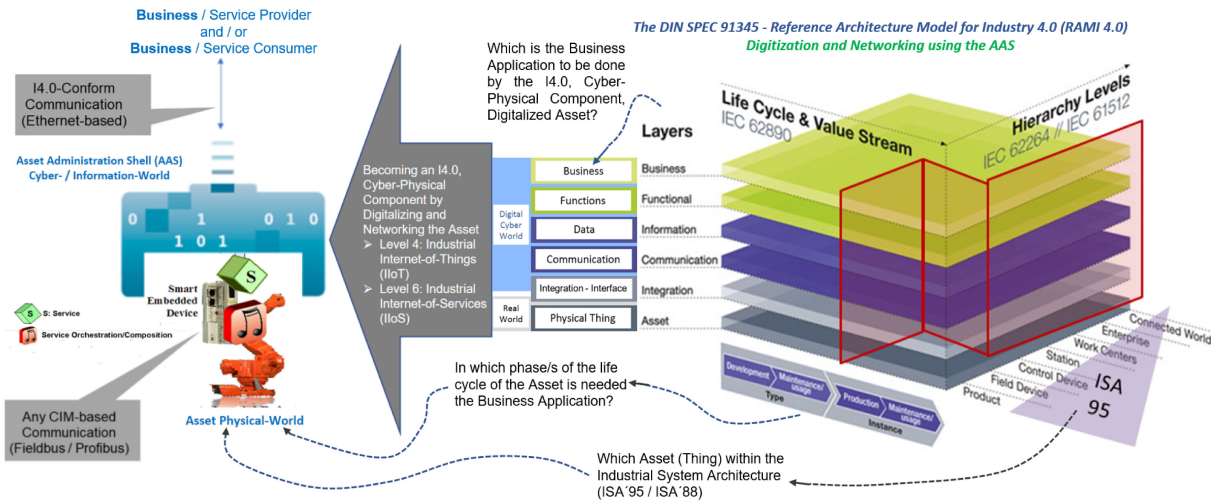 Business / Service Provider
and / or
Business / Service Consumer
I4.0-Conform
Communication
(Ethernet-based)
Asset Administration Shell (AAS)
Cyber- / Information-World
0 1 0 1 0
1 0 1
S
Smart
Embedded
Device
S
S: Service
Service Orchestration/Composition
Any CIM-based
Communication
(Fieldbus / Profibus)
Asset Physical-World
Becoming an I4.0,
Cyber-Physical
Component by
Digitalizing and
Networking the Asset
➢ Level 4: Industrial
Internet-of-Things
(IIoT)
➢ Level 6: Industrial
Internet-of-Services
(IIoS)
Which is the Business
Application to be done
by the I4.0, Cyber-
Physical Component,
Digitalized Asset?
The DIN SPEC 91345 - Reference Architecture Model for Industry 4.0 (RAMI 4.0)
Digitization and Networking using the AAS
Digital
Cyber
World
Real
World
Business
Functions
Data
Communication
Integration - Interface
Physical Thing
Layers
Business
Functional
Information
Communication
Integration
Asset
Life Cycle & Value Stream
IEC 62890
Hierarchy Levels
IEC 62264 // IEC 61512
Connected World
Enterprise
Work Centers
Station
Control Device
Field Device
Product
ISA
95
Development
Maintenance/
usage
Type
Production
Maintenance/
usage
Instance
In which phase/s of the life
cycle of the Asset is needed
the Business Application?
Which Asset (Thing) within the
Industrial System Architecture
(ISA´95 / ISA´88)